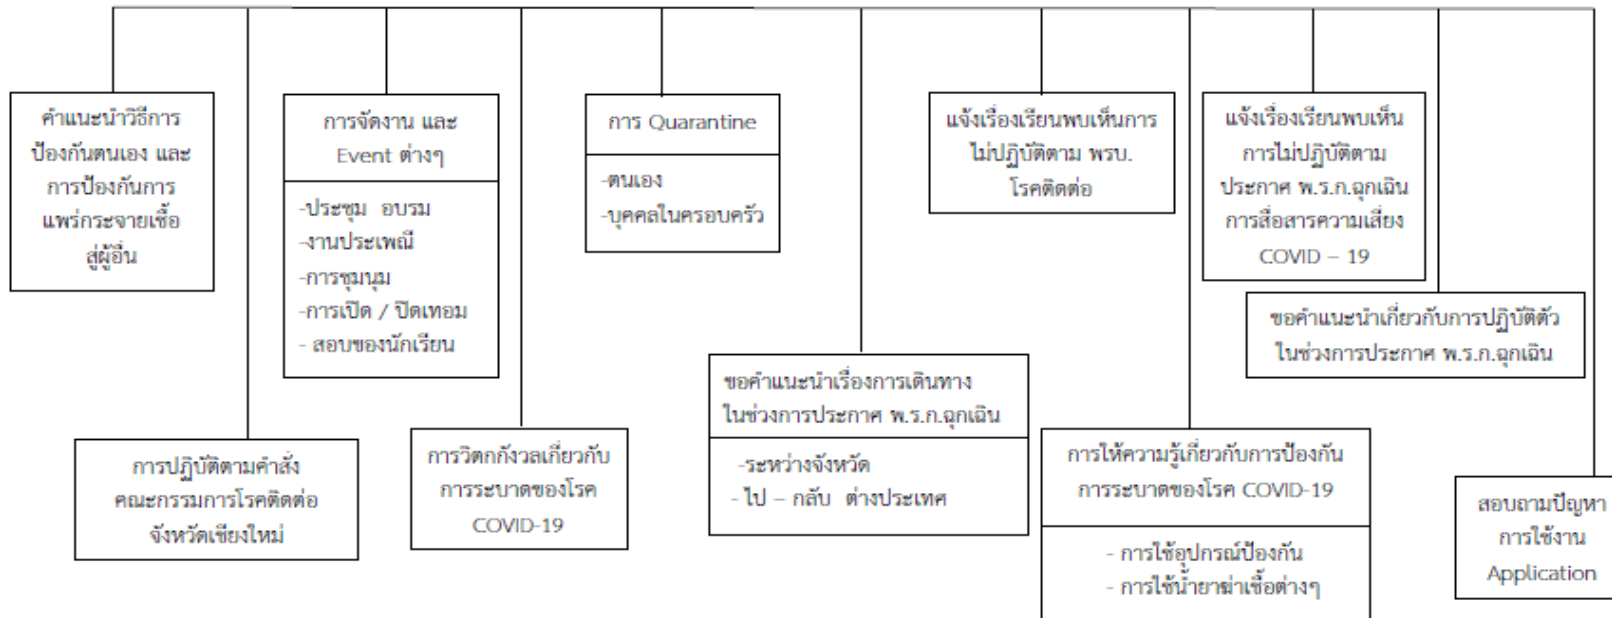 คำแนะนำวิธีการ
ป้องกันตนเอง และ
การป้องกันการ
แพร่กระจายเชื้อ
สู่ผู้อื่น
การปฏิบัติตามคำสั่ง
คณะกรรมการโรคติดต่อ
จังหวัดเชียงใหม่
การจัดงาน และ
Event ต่างๆ
-ประชุม อบรม
-งานประเพณี
-การชุมนุม
-การเปิด / ปิดเทอม
- สอบของนักเรียน
การวิตกกังวลเกี่ยวกับ
การระบาดของโรค
COVID-19
การ Quarantine
-ตนเอง
-บุคคลในครอบครัว
ขอคำแนะนำเรื่องการเดินทาง
ในช่วงการประกาศ พ.ร.ก.ฉุกเฉิน
-ระหว่างจังหวัด
- ไป – กลับ ต่างประเทศ
แจ้งเรื่องเรียนพบเห็นการ
ไม่ปฏิบัติตาม พรบ.
โรคติดต่อ
การให้ความรู้เกี่ยวกับการป้องกัน
การระบาดของโรค COVID-19
- การใช้อุปกรณ์ป้องกัน
- การใช้น้ำยาฆ่าเชื้อต่างๆ
แจ้งเรื่องเรียนพบเห็น
การไม่ปฏิบัติตาม
ประกาศ พ.ร.ก.ฉุกเฉิน
การสื่อสารความเสี่ยง
COVID – 19
ขอคำแนะนำเกี่ยวกับการปฏิบัติตัว
ในช่วงการประกาศ พ.ร.ก.ฉุกเฉิน
สอบถามปัญหา
การใช้งาน
Application